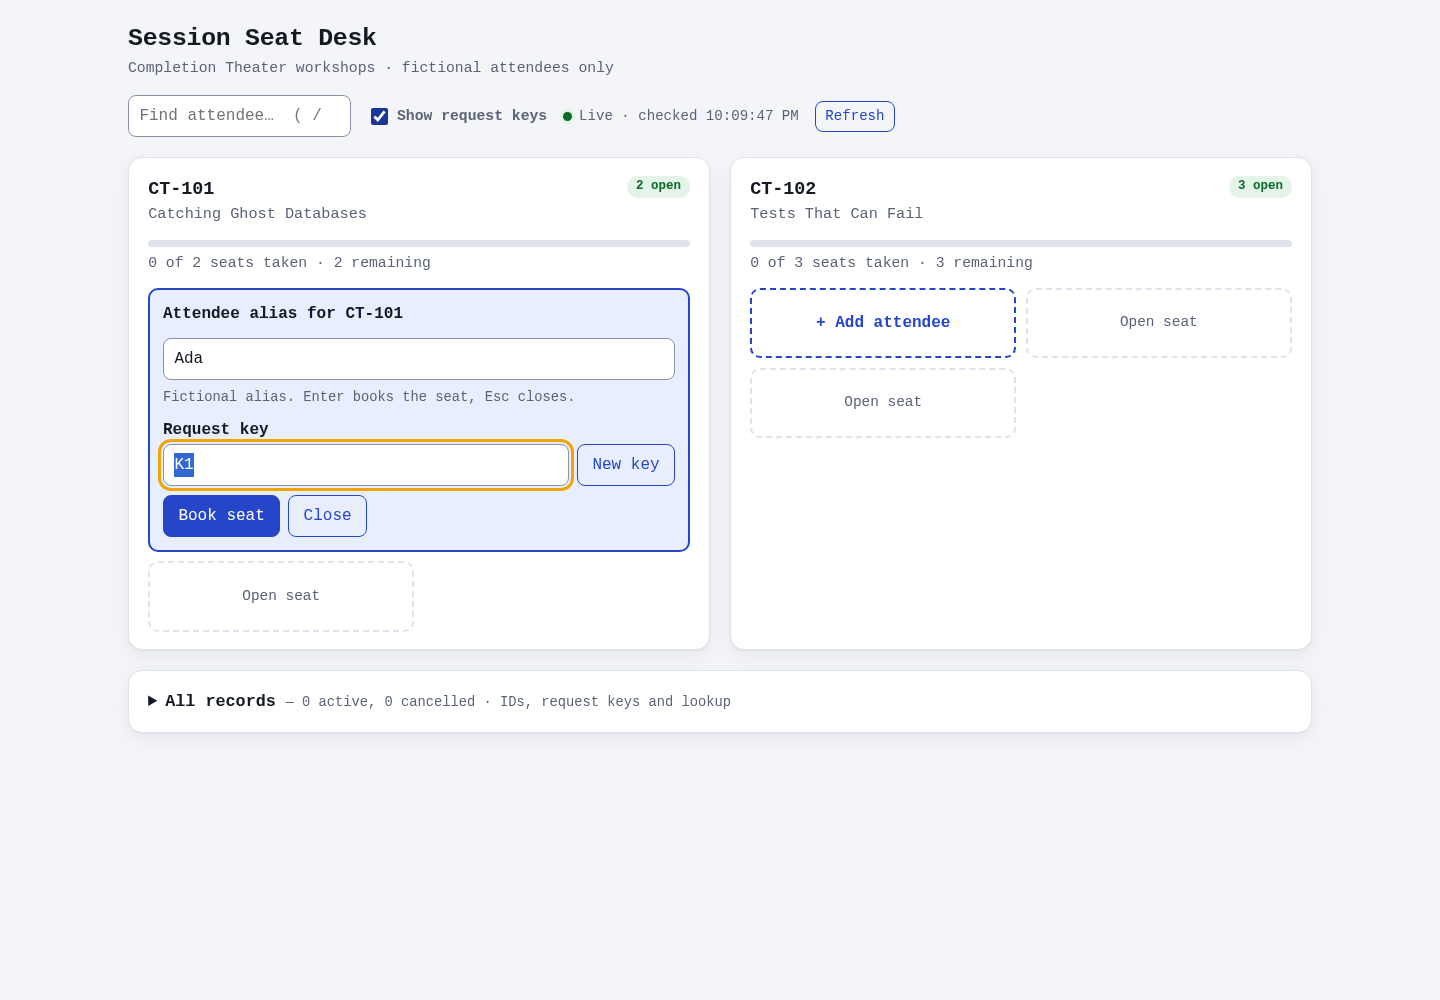 Session Seat Desk
Completion Theater workshops · fictional attendees only
Find attendee… ( /
Show request keys
Live · checked 10:09:47 PM
Refresh
CT-101
2 open
Catching Ghost Databases
0 of 2 seats taken · 2 remaining
Attendee alias for CT-101
Ada
Fictional alias. Enter books the seat, Esc closes.
Request key
K1
New key
Book seat
Close
Open seat
CT-102
3 open
Tests That Can Fail
0 of 3 seats taken · 3 remaining
+ Add attendee
Open seat
Open seat
All records — 0 active, 0 cancelled · IDs, request keys and lookup